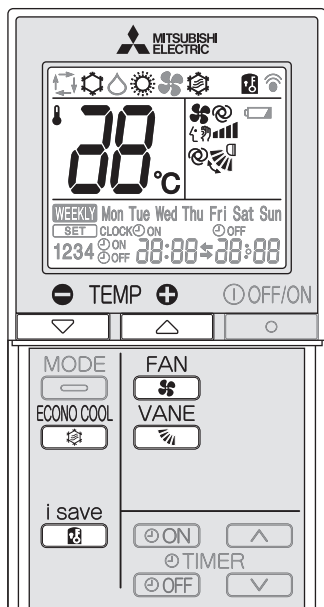 MITSUBISHI
ELECTRIC
°C
WEEKLY Mon Tue Wed Thu Fri Sat Sun
SET CLOCK ON OFF
1234 ON OFF 88:88 88:88
TEMP OFF/ON
MODE FAN
ECONO COOL VANE
i save
ON
TIMER
OFF